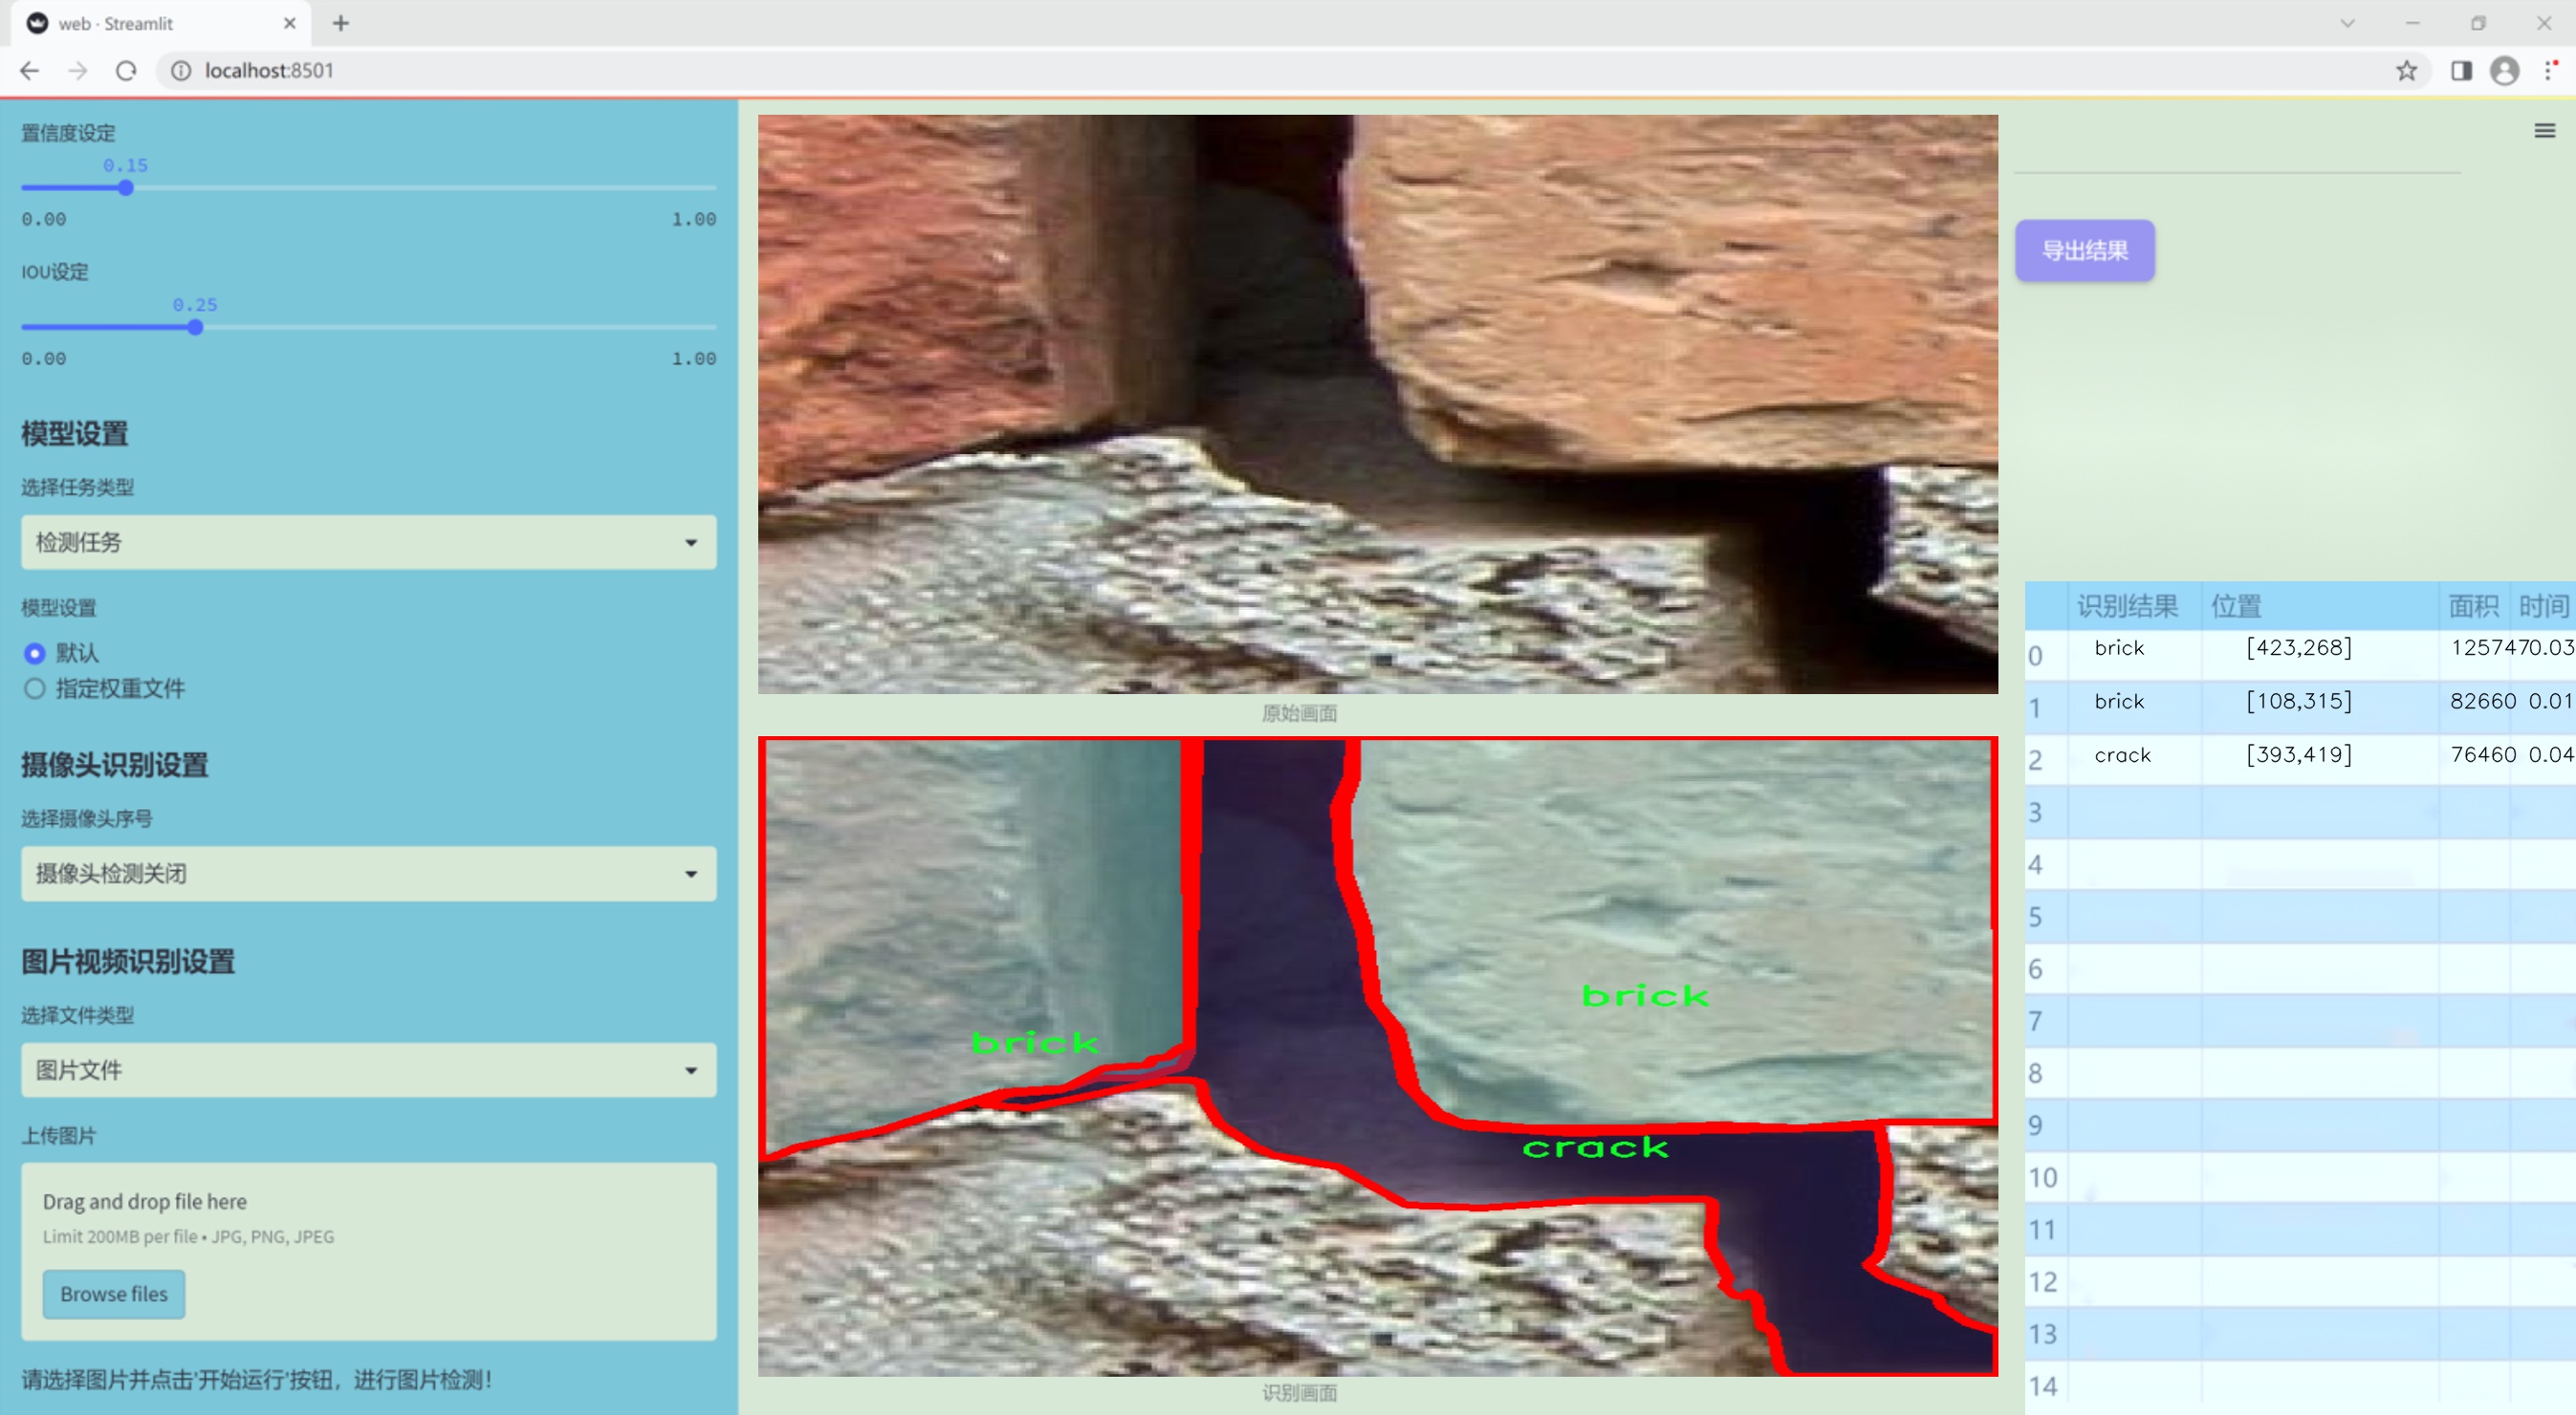 web · Streamlit
localhost:8501
置信度设定
0.15
0.00 1.00
IOU设定
0.25
0.00 1.00
模型设置
选择任务类型
检测任务
模型设置
默认
指定权重文件
摄像头识别设置
选择摄像头序号
摄像头检测关闭
图片视频识别设置
选择文件类型
图片文件
上传图片
Drag and drop file here
Limit 200MB per file • JPG, PNG, JPEG
Browse files
请选择图片并点击'开始运行'按钮，进行图片检测！
原始画面
brick
brick
crack
识别画面
导出结果
识别结果 位置 面积 时间
0 brick [423,268] 125747 0.03
1 brick [108,315] 82660 0.01
2 crack [393,419] 76460 0.04
3
4
5
6
7
8
9
10
11
12
13
14